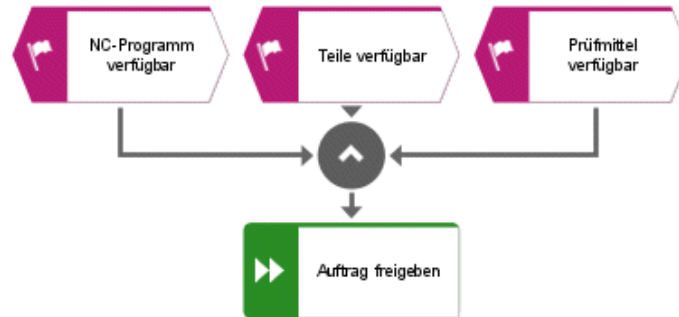 NC-Programm
verfügbar
Teile verfügbar
Prüfmittel
verfügbar
Auftrag freigeben